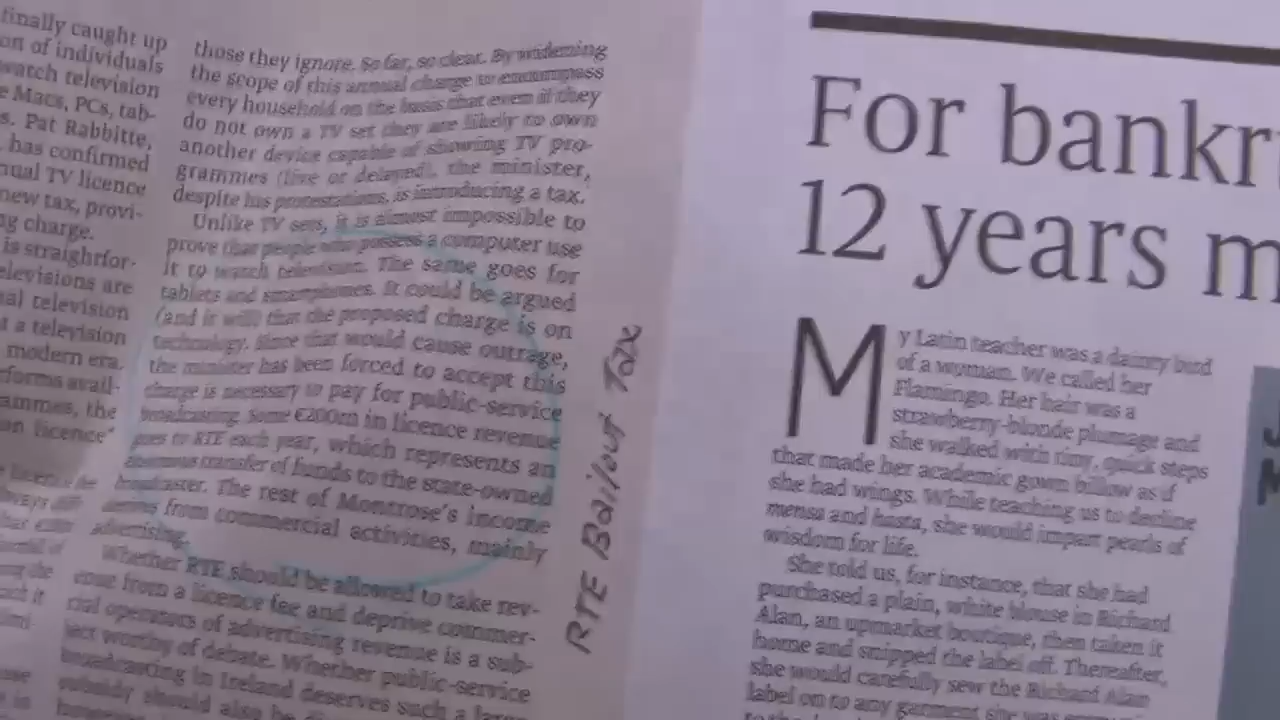 finally caught up
on of individuals
watch television
e Macs, PCs, tab-
s. Pat Rabbitte,
has confirmed
nual TV licence
new tax, provi-
ng charge.
is straightfor-
elevisions are
nal television
t a television
modern era,
forms avail-
ammes, the
on licence"
those they ignore. So far, so clear. By widening
the scope of this annual charge to encompass
every household on the basis that even if they
do not own a TV set they are likely to own
another device capable of showing TV pro-
grammes (live or delayed), the minister,
despite his protestations, is introducing a tax.
Unlike TV sets, it is almost impossible to
prove that people who possess a computer use
it to watch television. The same goes for
tablets and smartphones. It could be argued
(and it will) that the proposed charge is on
technology. Since that would cause outrage,
the minister has been forced to accept this
charge is necessary to pay for public-service
broadcasting. Some €200m in licence revenue
goes to RTE each year, which represents an
enormous transfer of funds to the state-owned
broadcaster. The rest of Montrose's income
derives from commercial activities, mainly
advertising.
Whether RTE should be allowed to take rev-
enue from a licence fee and deprive commer-
cial operators of advertising revenue is a sub-
ject worthy of debate. Whether public-service
broadcasting in Ireland deserves such a large
subsidy should also be
RTE Bailout Tax
For bankr
12 years m
My Latin teacher was a dainty bird
of a woman. We called her
Flamingo. Her hair was a
strawberry-blonde plumage and
she walked with tiny, quick steps
that made her academic gown billow as if
she had wings. While teaching us to decline
mensa and hasta, she would impart pearls of
wisdom for life.
She told us, for instance, that she had
purchased a plain, white blouse in Richard
Alan, an upmarket boutique, then taken it
home and snipped the label off. Thereafter,
she would carefully sew the Richard Alan
label on to any garment she was